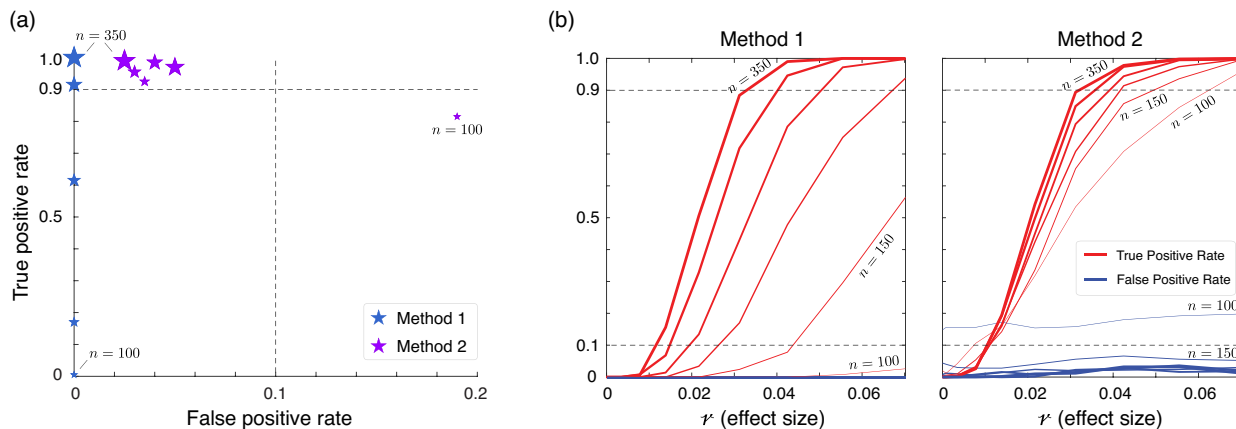 (a)
n = 350
1.0
0.9
0.5
0
True positive rate
n = 100
n = 100
Method 1
Method 2
0
0.1
0.2
False positive rate
(b)
Method 1
1.0
0.9
0.5
0.1
0
n = 350
n = 150
n = 100
0
0.02
0.04
0.06
r (effect size)
Method 2
n = 350
n = 150
n = 100
True Positive Rate
False Positive Rate
n = 100
n = 150
0
0.02
0.04
0.06
r (effect size)